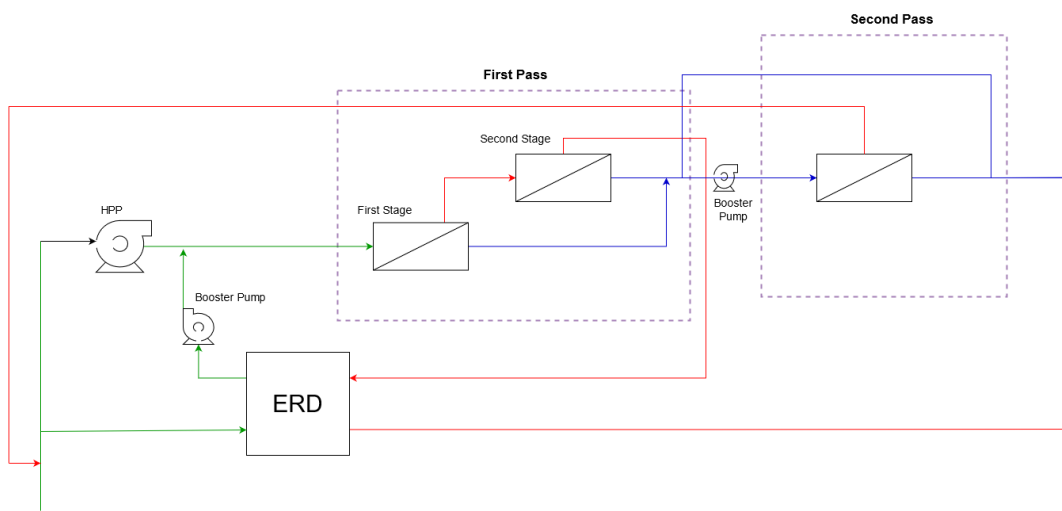 Second Pass
First Pass
Second Stage
HPP
First Stage
Booster
Pump
Booster Pump
ERD